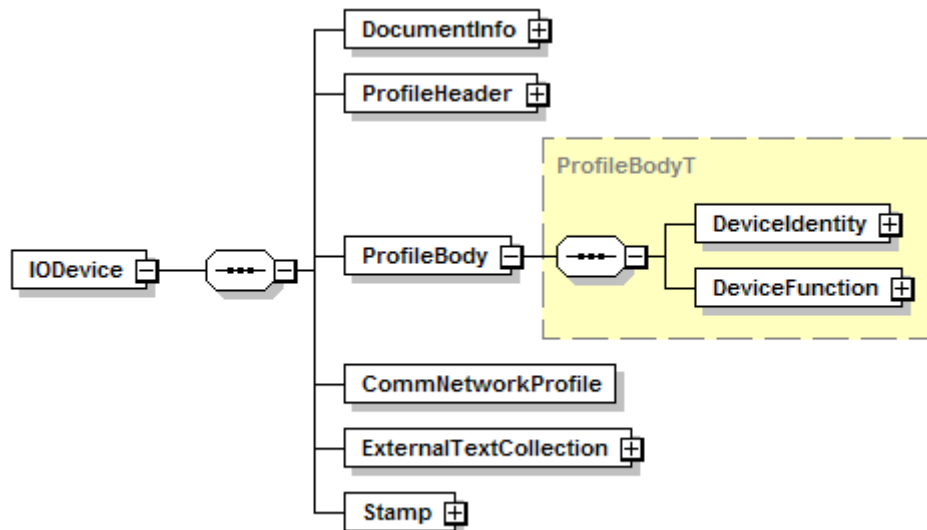 DocumentInfo
ProfileHeader
ProfileBodyT
DeviceIdentity
IODevice
ProfileBody
DeviceFunction
CommNetworkProfile
ExternalTextCollection
Stamp